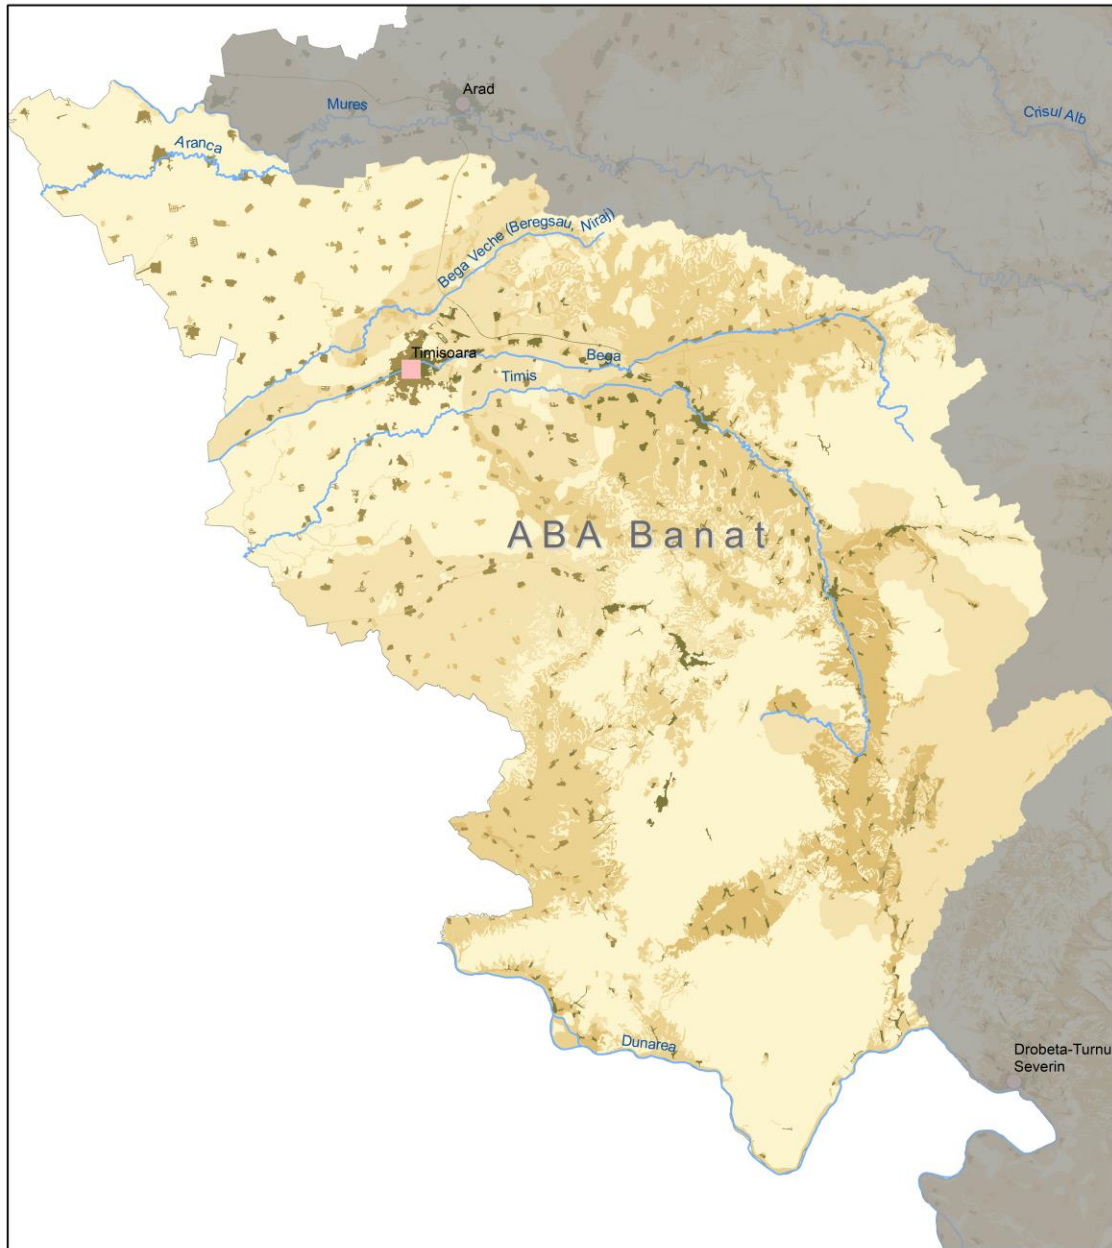 Arad
Mures
Crisul Alb
Aranca
Bega Veche (Beregsau, Niraj)
Timisoara
Bega
Timis
ABA Banat
Dunarea
Drobeta-Turnu
Severin